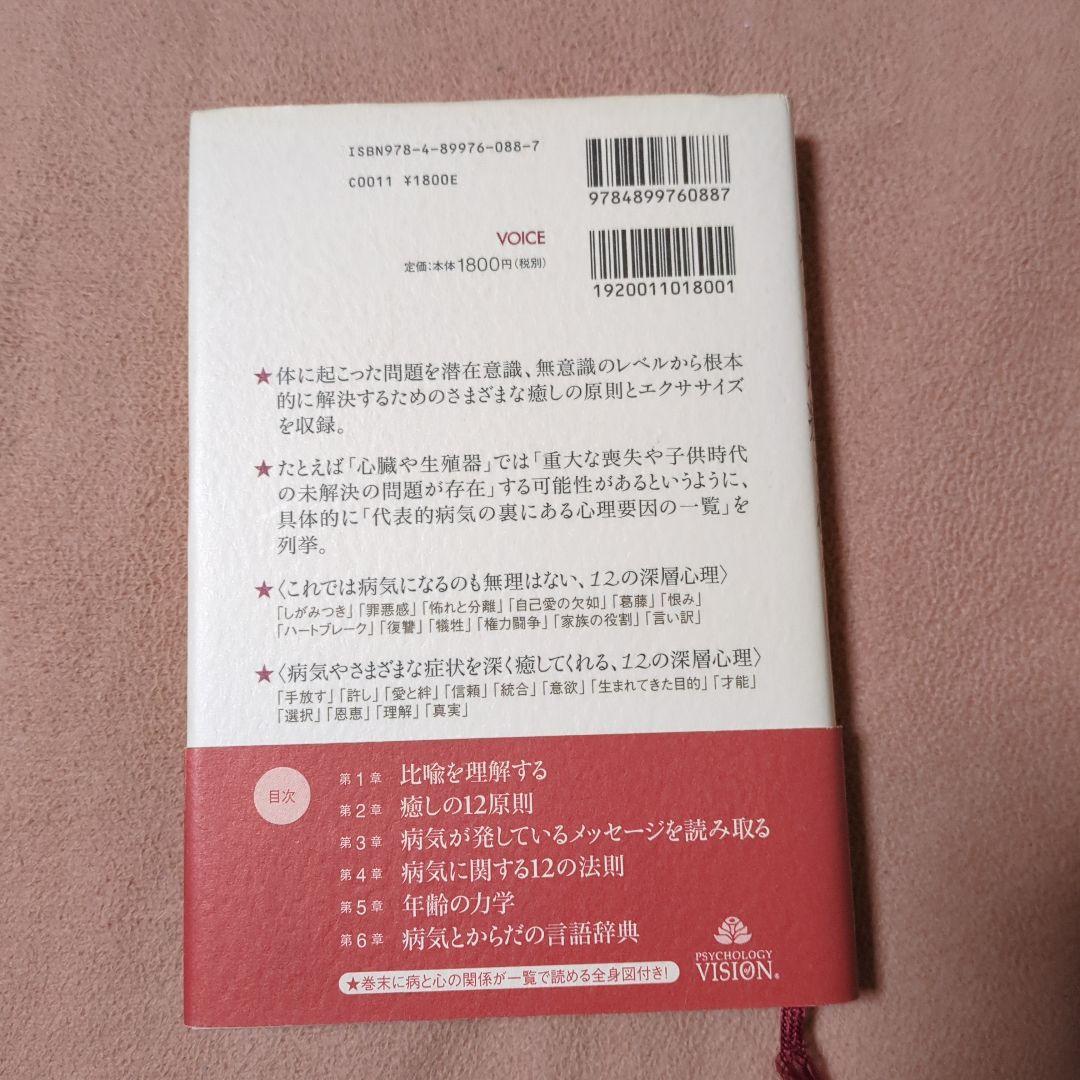 ISBN978-4-89976-088-7
C0011 ¥1800E
9784899760887
VOICE
定価：本体1800円（税別）
1920011018001
★体に起こった問題を潜在意識、無意識のレベルから根本
的に解決するためのさまざまな癒しの原則とエクササイズ
を収録。
★たとえば「心臓や生殖器」では「重大な喪失や子供時代
の未解決の問題が存在」する可能性があるというように、
具体的に「代表的病気の裏にある心理要因の一覧」を
列挙。
★〈これでは病気になるのも無理はない、12の深層心理〉
「しがみつき」「罪悪感」「怖れと分離」「自己愛の欠如」「葛藤」「恨み」
「ハートブレーク」「復讐」「犠牲」「権力闘争」「家族の役割」「言い訳」
★〈病気やさまざまな症状を深く癒してくれる、12の深層心理〉
「手放す」「許し」「愛と絆」「信頼」「統合」「意欲」「生まれてきた目的」「才能」
「選択」「恩恵」「理解」「真実」
目次
第1章 比喩を理解する
第2章 癒しの12原則
第3章 病気が発しているメッセージを読み取る
第4章 病気に関する12の法則
第5章 年齢の力学
第6章 病気とからだの言語辞典
★巻末に病と心の関係が一覧で読める全身図付き!
PSYCHOLOGY
OF
VISION®